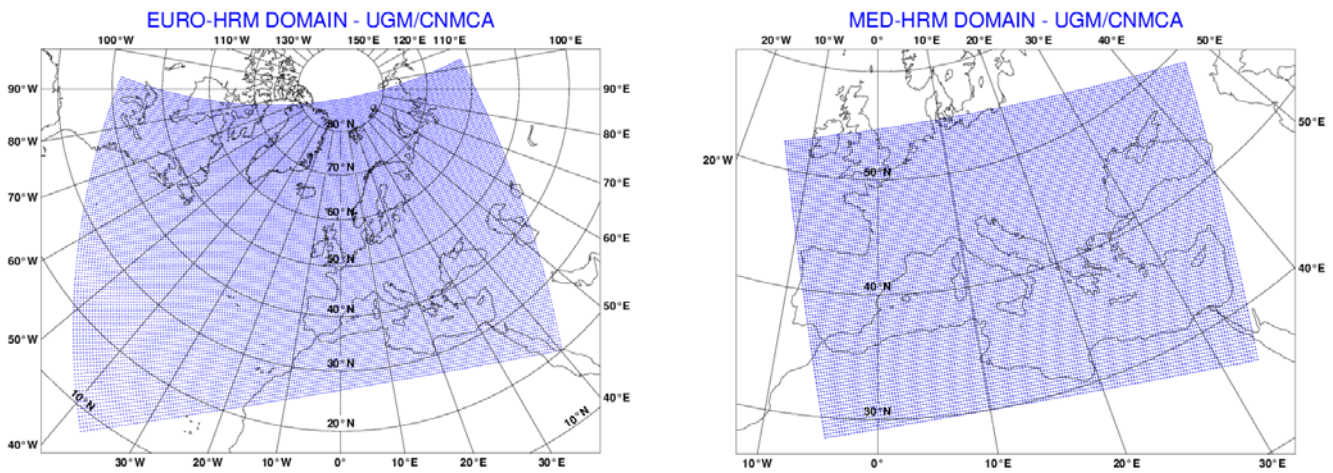 EURO-HRM DOMAIN - UGM/CNMCA
100°W 110°W 130°W 150°E 120°E 110°E 100°E
90°W
80°W
70°W
60°W
50°W
40°W
90°E
80°E
70°E
60°E
50°E
40°E
80°N
70°N
60°N
50°N
40°N
30°N
20°N
10°N
10°N
30°W 20°W 10°W 0° 10°E 20°E 30°E
MED-HRM DOMAIN - UGM/CNMCA
20°W 10°W 0° 10°E 20°E 30°E 40°E 50°E
20°W
50°E
40°E
50°N
40°N
30°N
10°W 0° 10°E 20°E 30°E